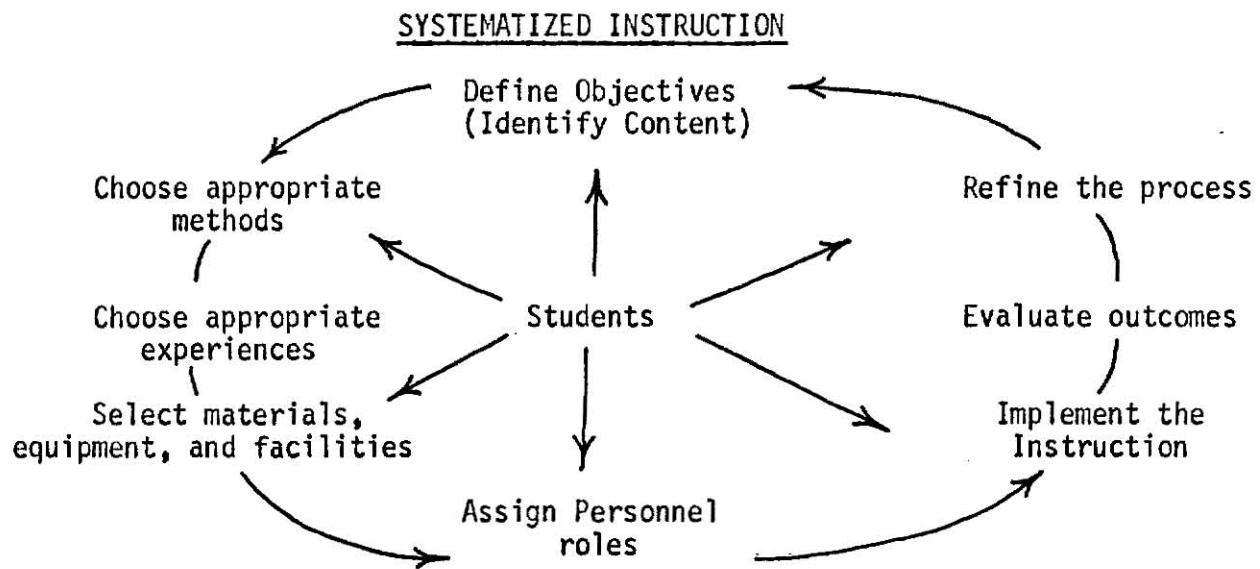 SYSTEMATIZED INSTRUCTION
Define Objectives
(Identify Content)
Choose appropriate
methods
Refine the process
Choose appropriate
experiences
Students
Evaluate outcomes
Select materials,
equipment, and facilities
Implement the
Instruction
Assign Personnel
roles